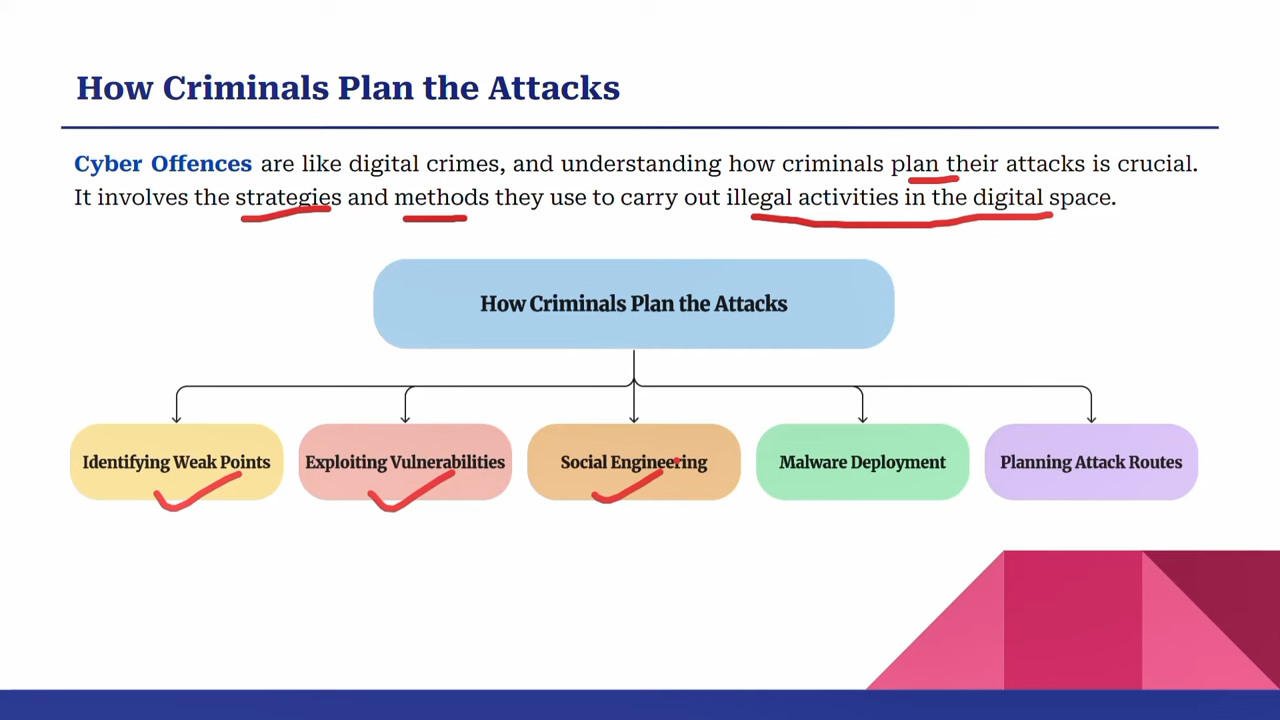 How Criminals Plan the Attacks
Cyber Offences are like digital crimes, and understanding how criminals plan their attacks is crucial.
It involves the strategies and methods they use to carry out illegal activities in the digital space.
How Criminals Plan the Attacks
Identifying Weak Points
Exploiting Vulnerabilities
Social Engineering
Malware Deployment
Planning Attack Routes